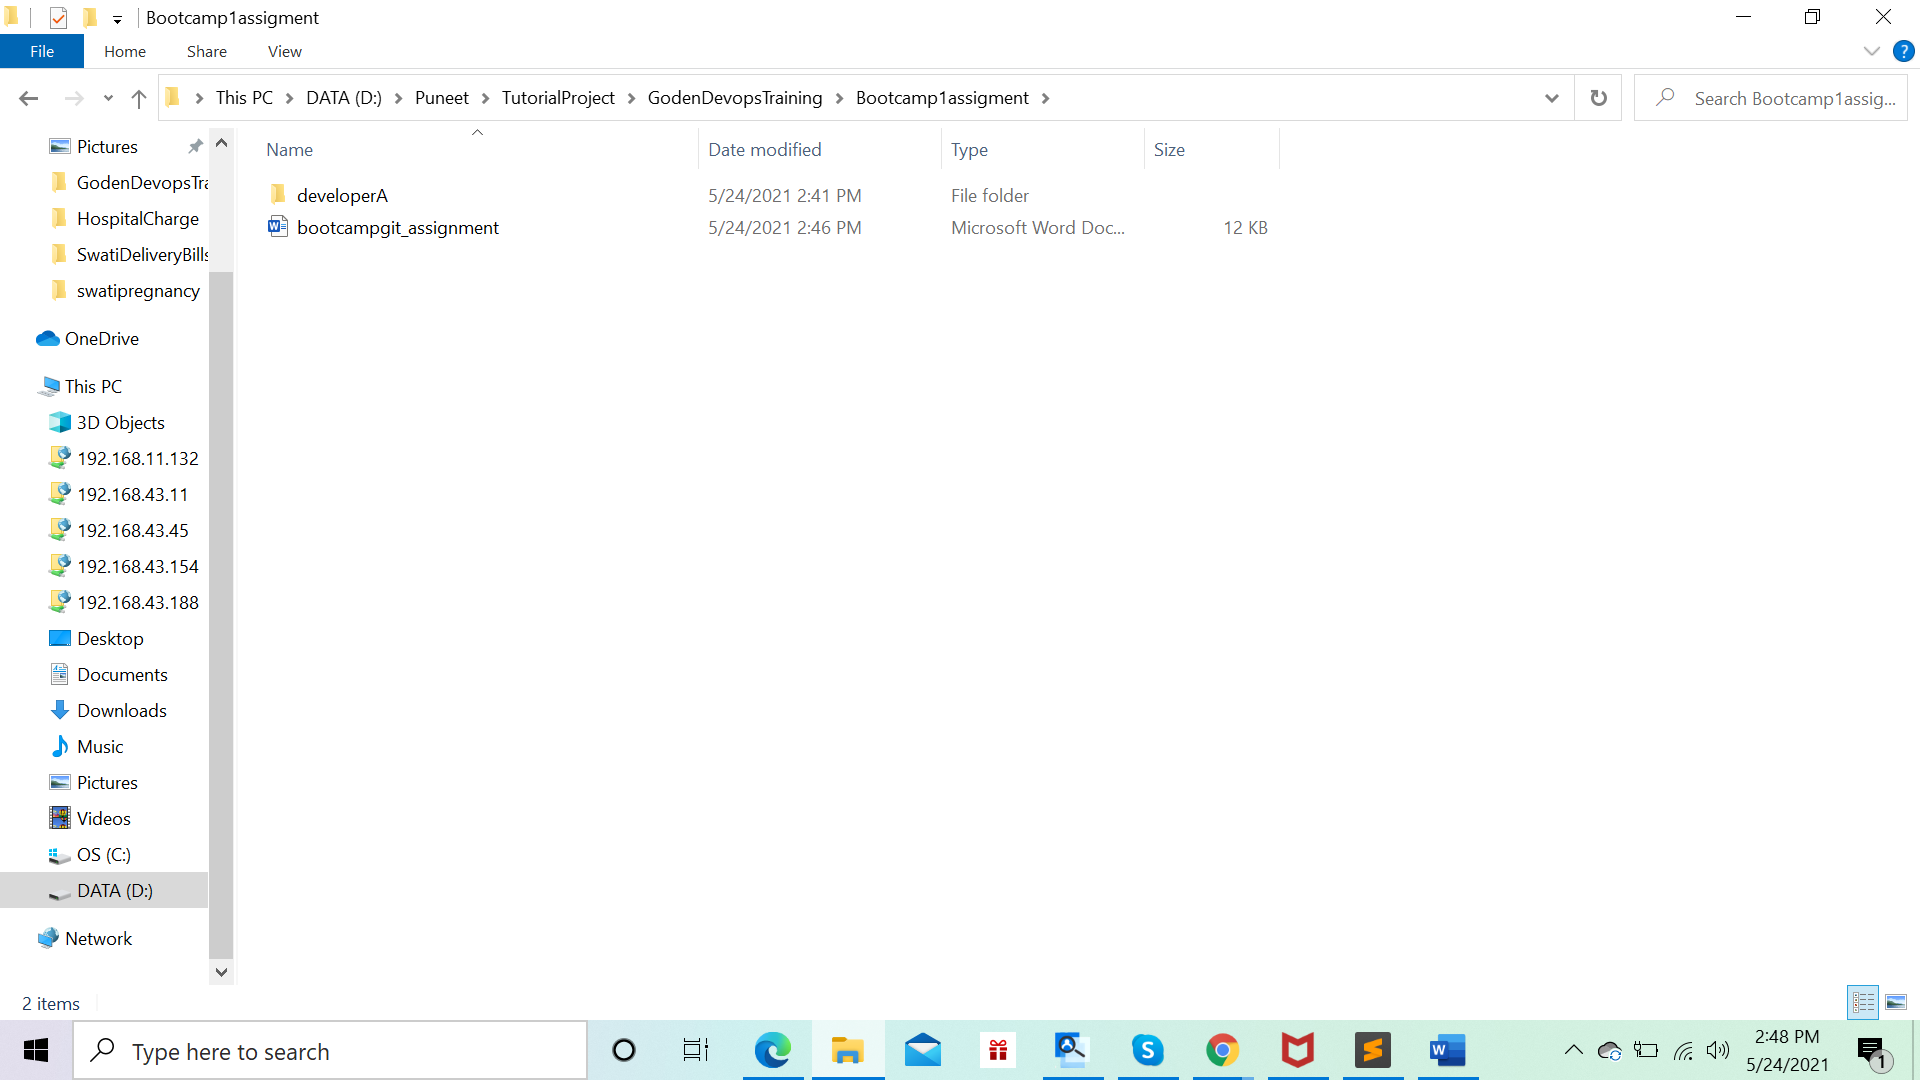 Bootcamp1assigment
File Home Share View
This PC DATA (D:) Puneet TutorialProject GodenDevopsTraining Bootcamp1assigment
Search Bootcamp1assig...
Name Date modified Type Size
developerA 5/24/2021 2:41 PM File folder
bootcampgit_assignment 5/24/2021 2:46 PM Microsoft Word Doc... 12 KB
Pictures
GodenDevopsTra
HospitalCharge
SwatiDeliveryBills
swatipregnancy
OneDrive
This PC
3D Objects
192.168.11.132
192.168.43.11
192.168.43.45
192.168.43.154
192.168.43.188
Desktop
Documents
Downloads
Music
Pictures
Videos
OS (C:)
DATA (D:)
Network
2 items
Type here to search
2:48 PM
5/24/2021
1